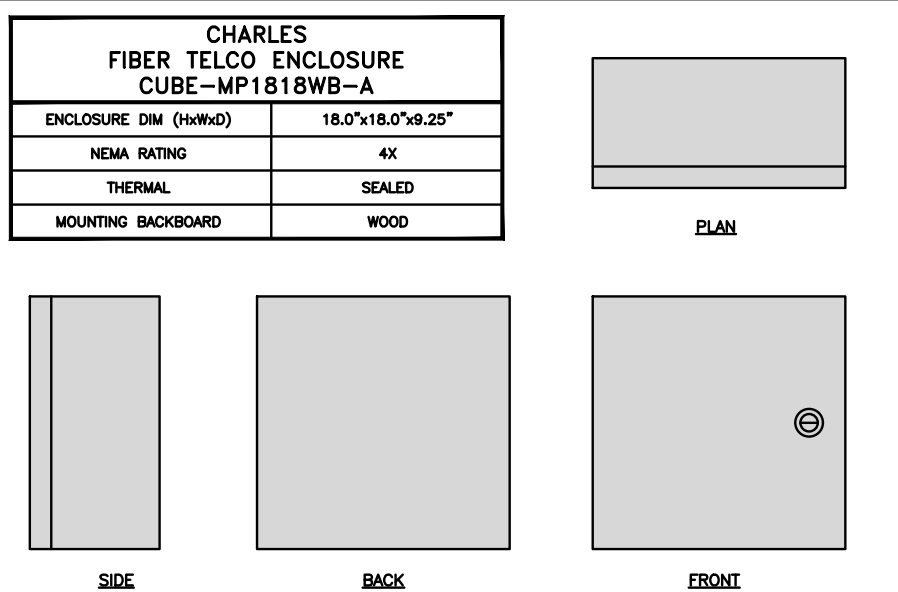 CHARLES
FIBER TELCO ENCLOSURE
CUBE-MP1818WB-A
ENCLOSURE DIM (HxWxD) 18.0"x18.0"x9.25"
NEMA RATING 4X
THERMAL SEALED
MOUNTING BACKBOARD WOOD
PLAN
SIDE BACK FRONT